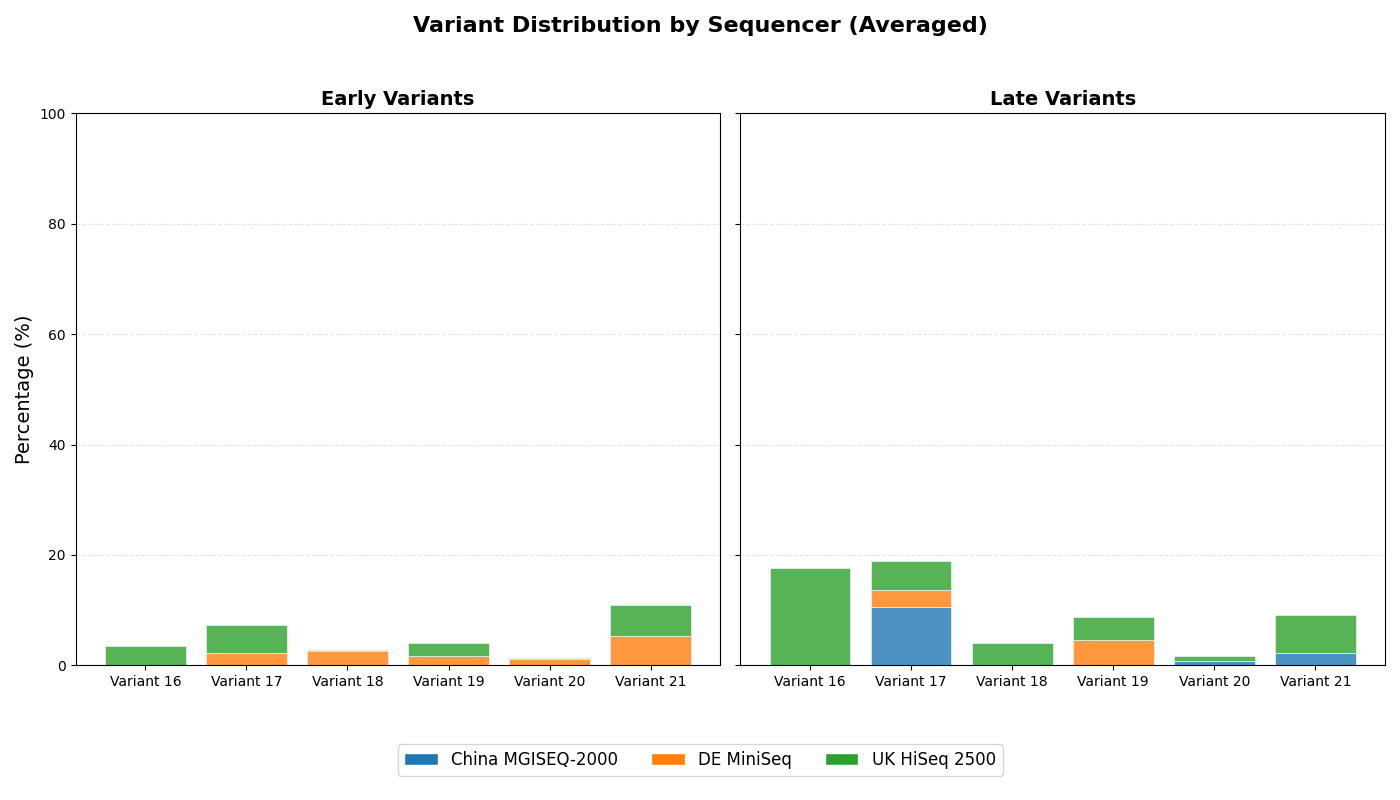 Variant Distribution by Sequencer (Averaged)
Early Variants
Late Variants
Percentage (%)
100
80
60
40
20
0
Variant 16 Variant 17 Variant 18 Variant 19 Variant 20 Variant 21
Variant 16 Variant 17 Variant 18 Variant 19 Variant 20 Variant 21
China MGISEQ-2000 DE MiniSeq UK HiSeq 2500